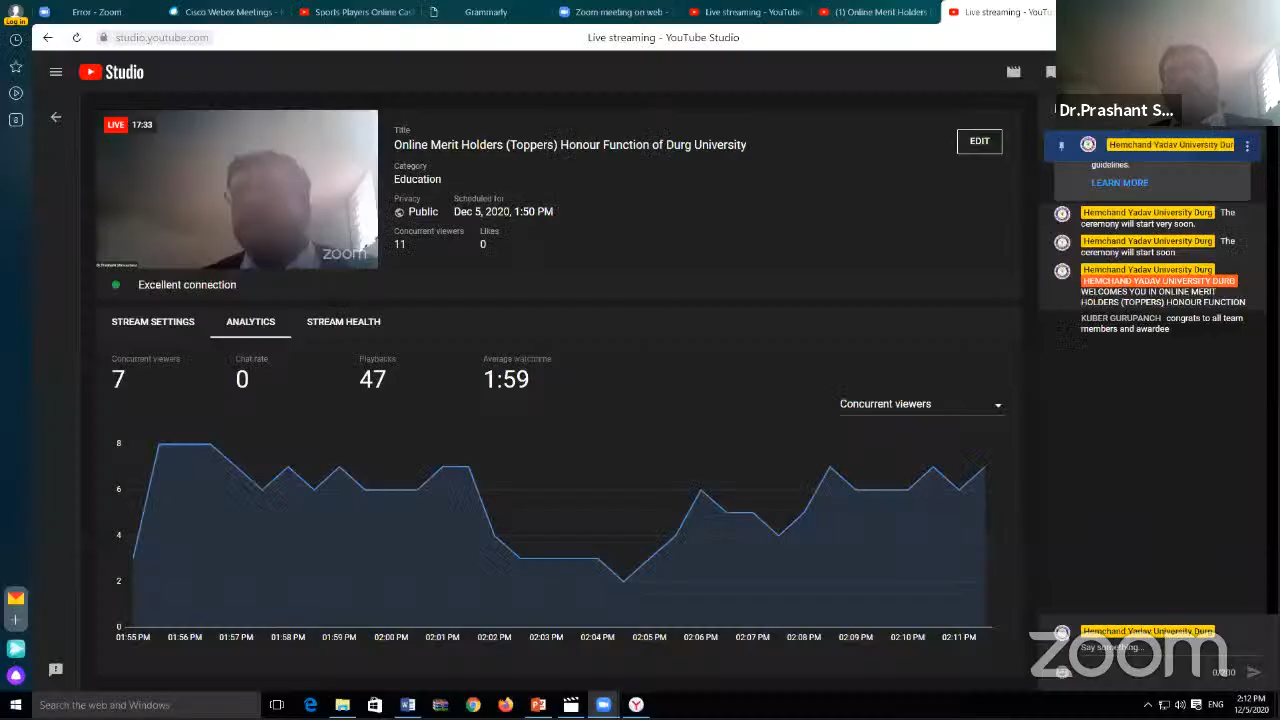 Log in
Error - Zoom
Cisco Webex Meetings -
Sports Players Online Cas
Grammarly
Zoom meeting on web -
Live streaming - YouTube
(1) Online Merit Holders
Live streaming - YouTu
studio.youtube.com
Live streaming - YouTube Studio
Studio
LIVE 17:33
zoom
Title
Online Merit Holders (Toppers) Honour Function of Durg University
EDIT
Category
Education
Privacy
Public
Scheduled for
Dec 5, 2020, 1:50 PM
Concurrent viewers
11
Likes
0
Excellent connection
STREAM SETTINGS
ANALYTICS
STREAM HEALTH
Concurrent viewers
7
Chat rate
0
Playbacks
47
Average watchtime
1:59
Concurrent viewers
8
6
4
2
0
01:55 PM 01:56 PM 01:57 PM 01:58 PM 01:59 PM 02:00 PM 02:01 PM 02:02 PM 02:03 PM 02:04 PM 02:05 PM 02:06 PM 02:07 PM 02:08 PM 02:09 PM 02:10 PM 02:11 PM
Dr.Prashant S...
Hemchand Yadav University Dur
guidelines.
LEARN MORE
Hemchand Yadav University Durg The
ceremony will start very soon.
Hemchand Yadav University Durg The
ceremony will start soon
Hemchand Yadav University Durg
HEMCHAND YADAV UNIVERSITY DURG
WELCOMES YOU IN ONLINE MERIT
HOLDERS (TOPPERS) HONOUR FUNCTION
KUBER GURUPANCH congrats to all team
members and awardee
Hemchand Yadav University Durg
Say something...
0/200
zoom
Search the web and Windows
ENG
2:12 PM
12/5/2020